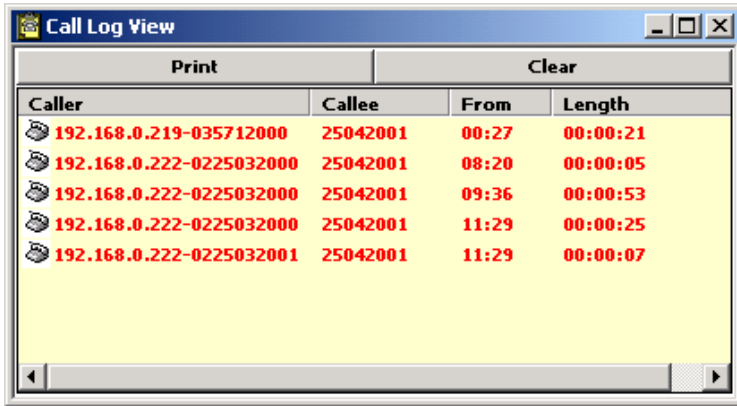 Call Log View
Print Clear
Caller Callee From Length
192.168.0.219-035712000 25042001 00:27 00:00:21
192.168.0.222-0225032000 25042001 08:20 00:00:05
192.168.0.222-0225032000 25042001 09:36 00:00:53
192.168.0.222-0225032000 25042001 11:29 00:00:25
192.168.0.222-0225032001 25042001 11:29 00:00:07